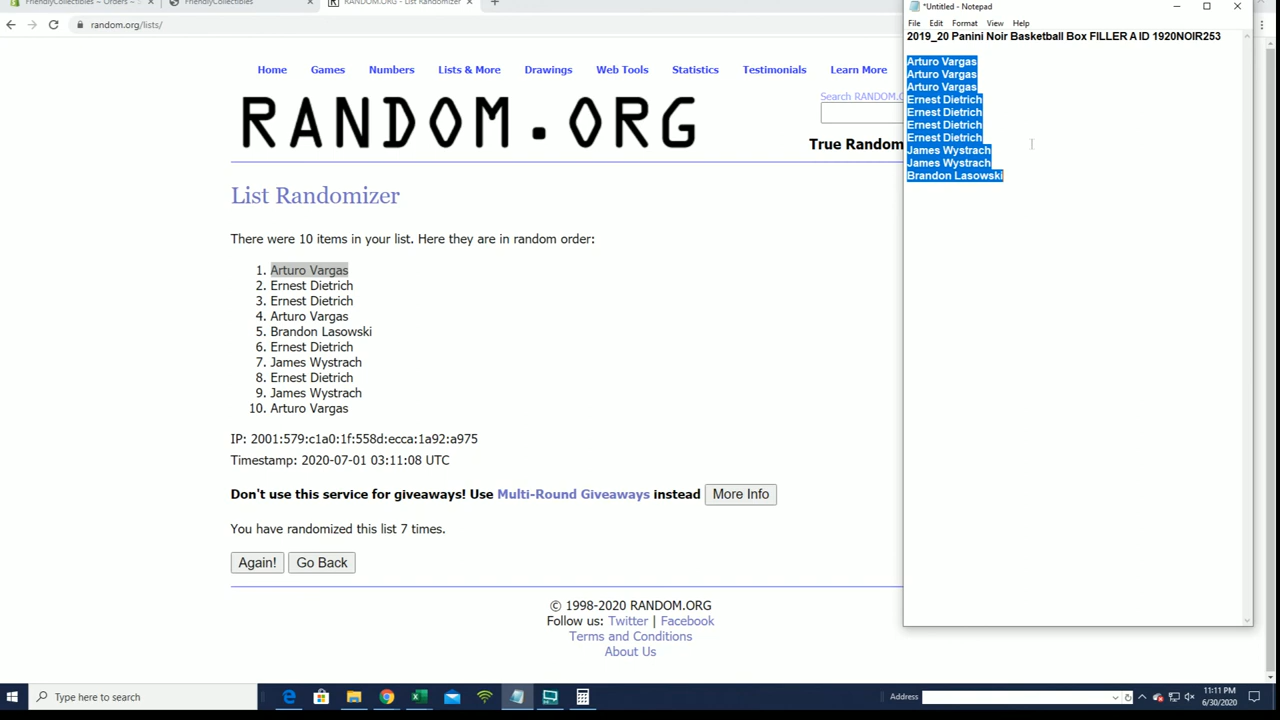 FriendlyCollectibles – Orders –
FriendlyCollectibles
RANDOM.ORG - List Randomizer
random.org/lists/
Home Games Numbers Lists & More Drawings Web Tools Statistics Testimonials Learn More
RANDOM.ORG
Search RANDOM.O
True Random
List Randomizer
There were 10 items in your list. Here they are in random order:
1. Arturo Vargas
2. Ernest Dietrich
3. Ernest Dietrich
4. Arturo Vargas
5. Brandon Lasowski
6. Ernest Dietrich
7. James Wystrach
8. Ernest Dietrich
9. James Wystrach
10. Arturo Vargas
IP: 2001:579:c1a0:1f:558d:ecca:1a92:a975
Timestamp: 2020-07-01 03:11:08 UTC
Don't use this service for giveaways! Use Multi-Round Giveaways instead More Info
You have randomized this list 7 times.
Again! Go Back
© 1998-2020 RANDOM.ORG
Follow us: Twitter | Facebook
Terms and Conditions
About Us
*Untitled - Notepad
File Edit Format View Help
2019_20 Panini Noir Basketball Box FILLER A ID 1920NOIR253
Arturo Vargas
Arturo Vargas
Arturo Vargas
Ernest Dietrich
Ernest Dietrich
Ernest Dietrich
Ernest Dietrich
James Wystrach
James Wystrach
Brandon Lasowski
Type here to search
Address
11:11 PM
6/30/2020